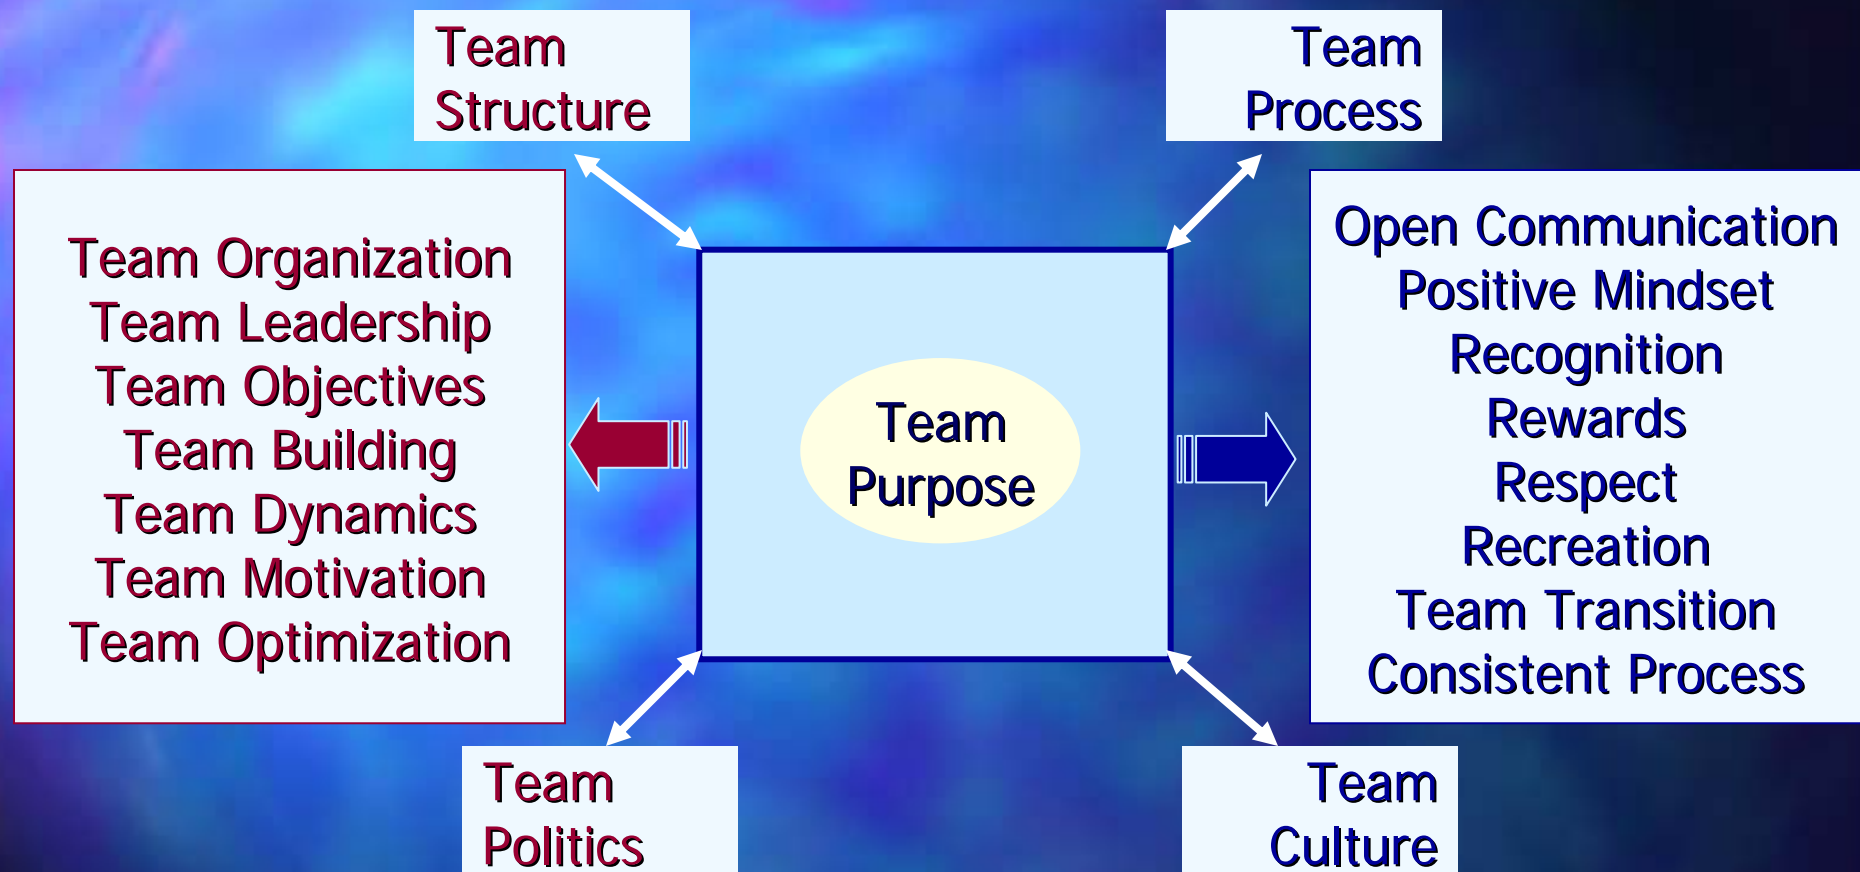 Team
Structure
Team
Process
Team Organization
Team Leadership
Team Objectives
Team Building
Team Dynamics
Team Motivation
Team Optimization
Team
Purpose
Open Communication
Positive Mindset
Recognition
Rewards
Respect
Recreation
Team Transition
Consistent Process
Team
Politics
Team
Culture